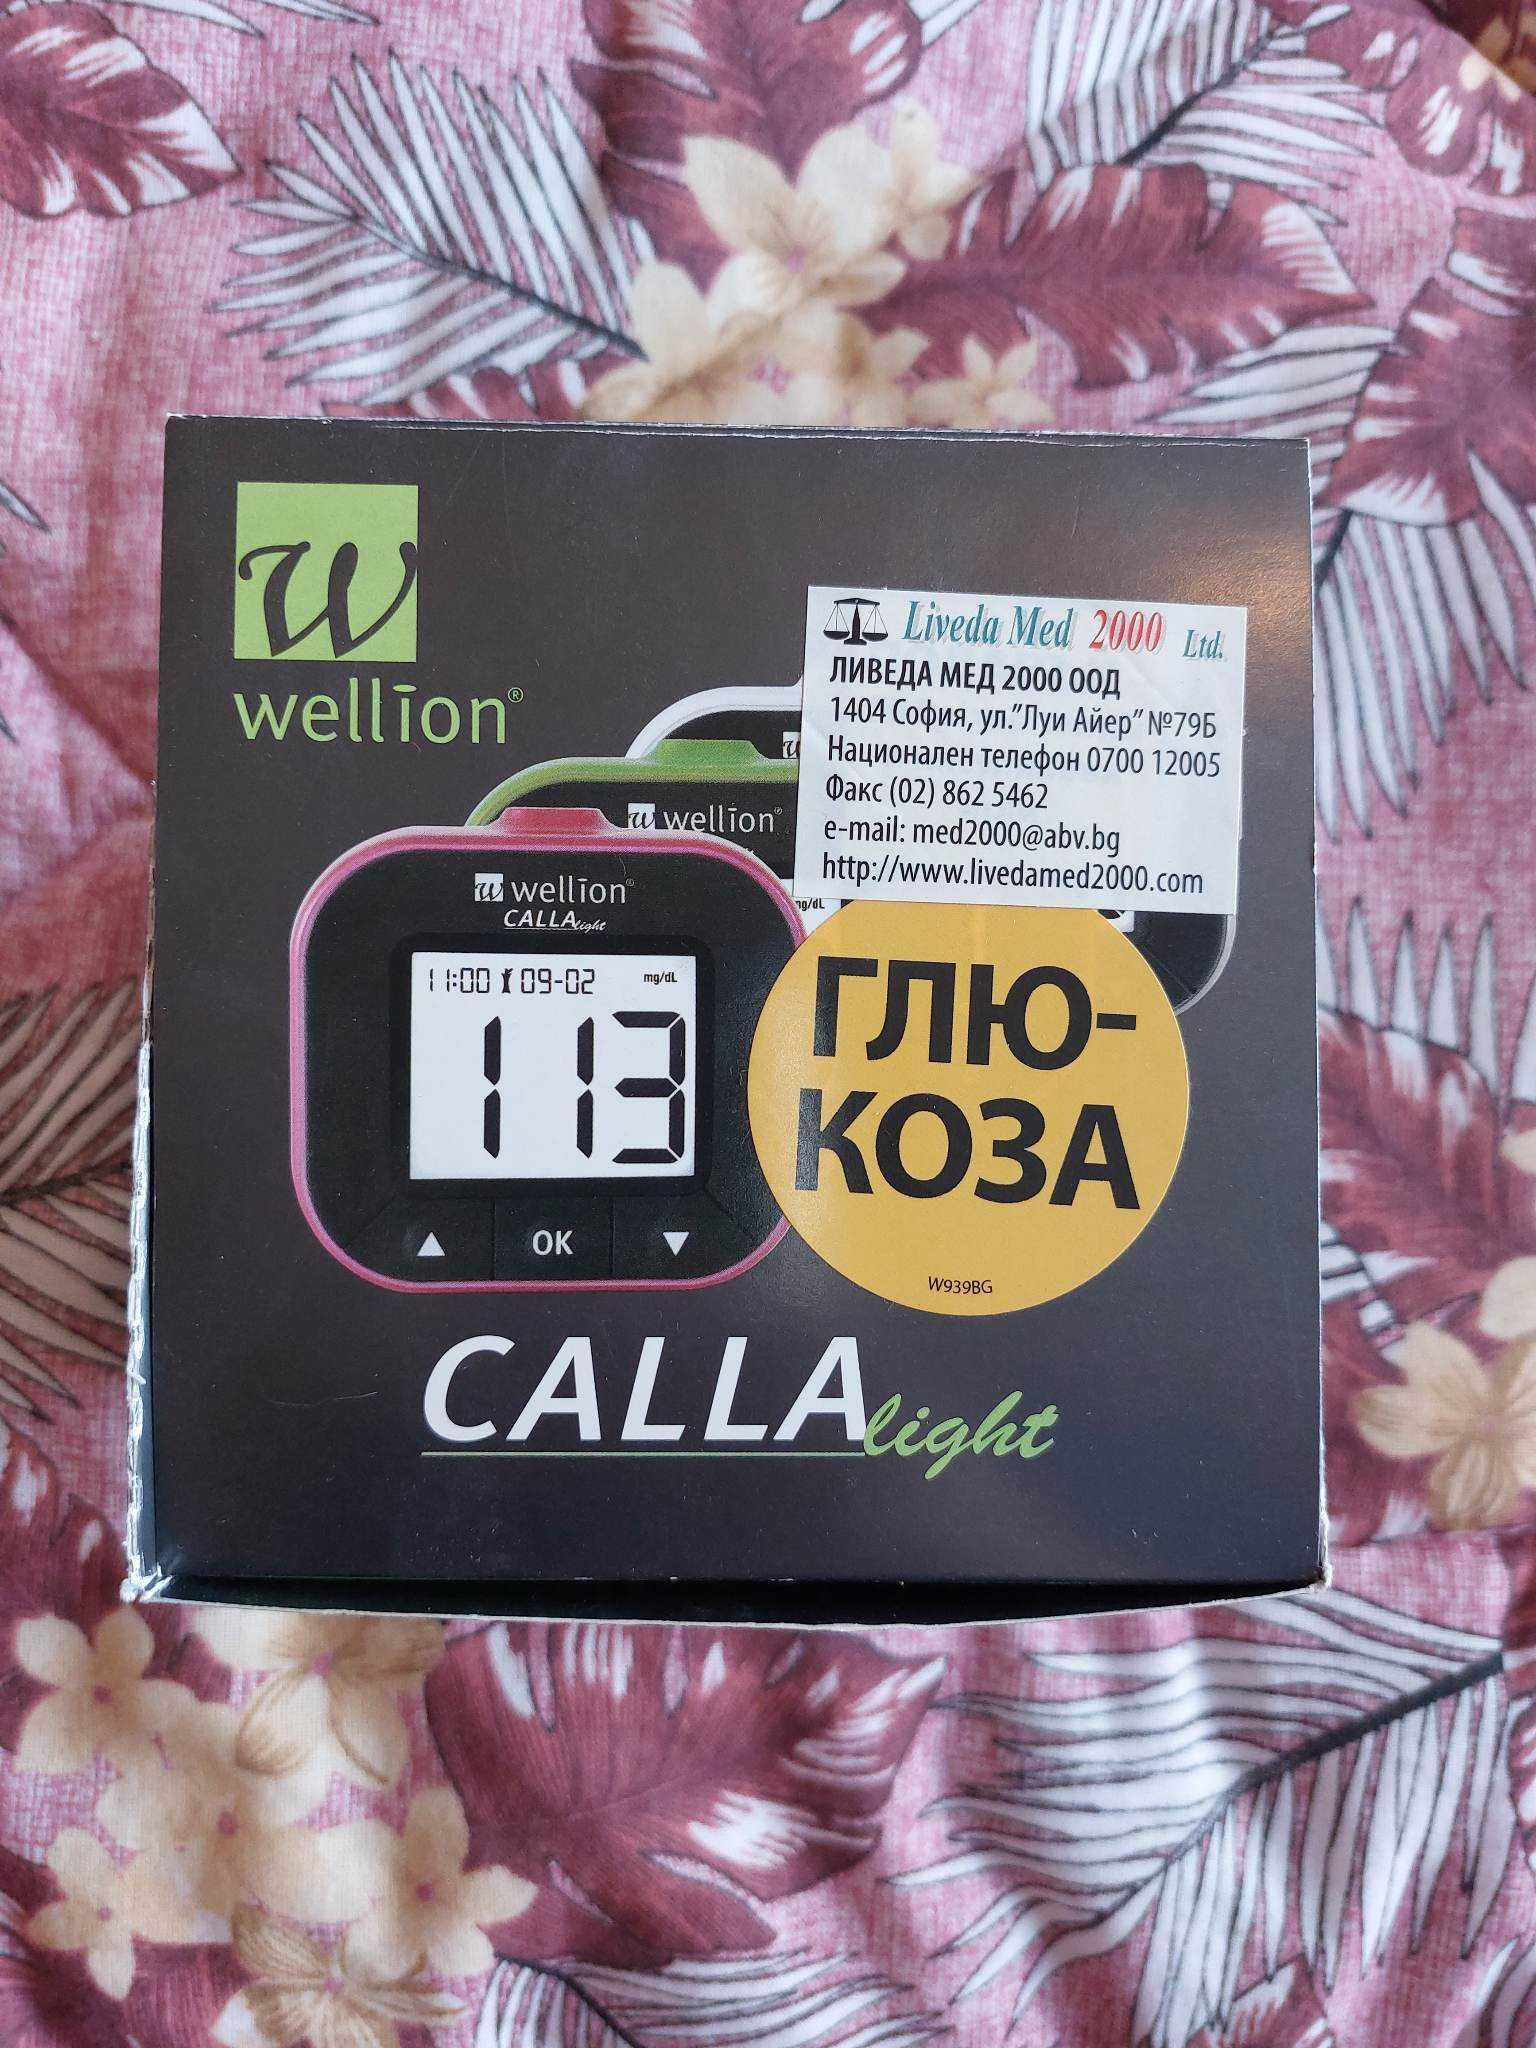 w
wellion®
Liveda Med 2000 Ltd.
ЛИВЕДА МЕД 2000 ООД
1404 София, ул."Луи Айер" №79Б
Национален телефон 0700 12005
Факс (02) 862 5462
e-mail: med2000@abv.bg
http://www.livedamed2000.com
w wellion®
w wellion®
CALLA light
11:00 09-02 mg/dL
113
OK
mg/dL
ГЛЮ-
КОЗА
W939BG
CALLA light